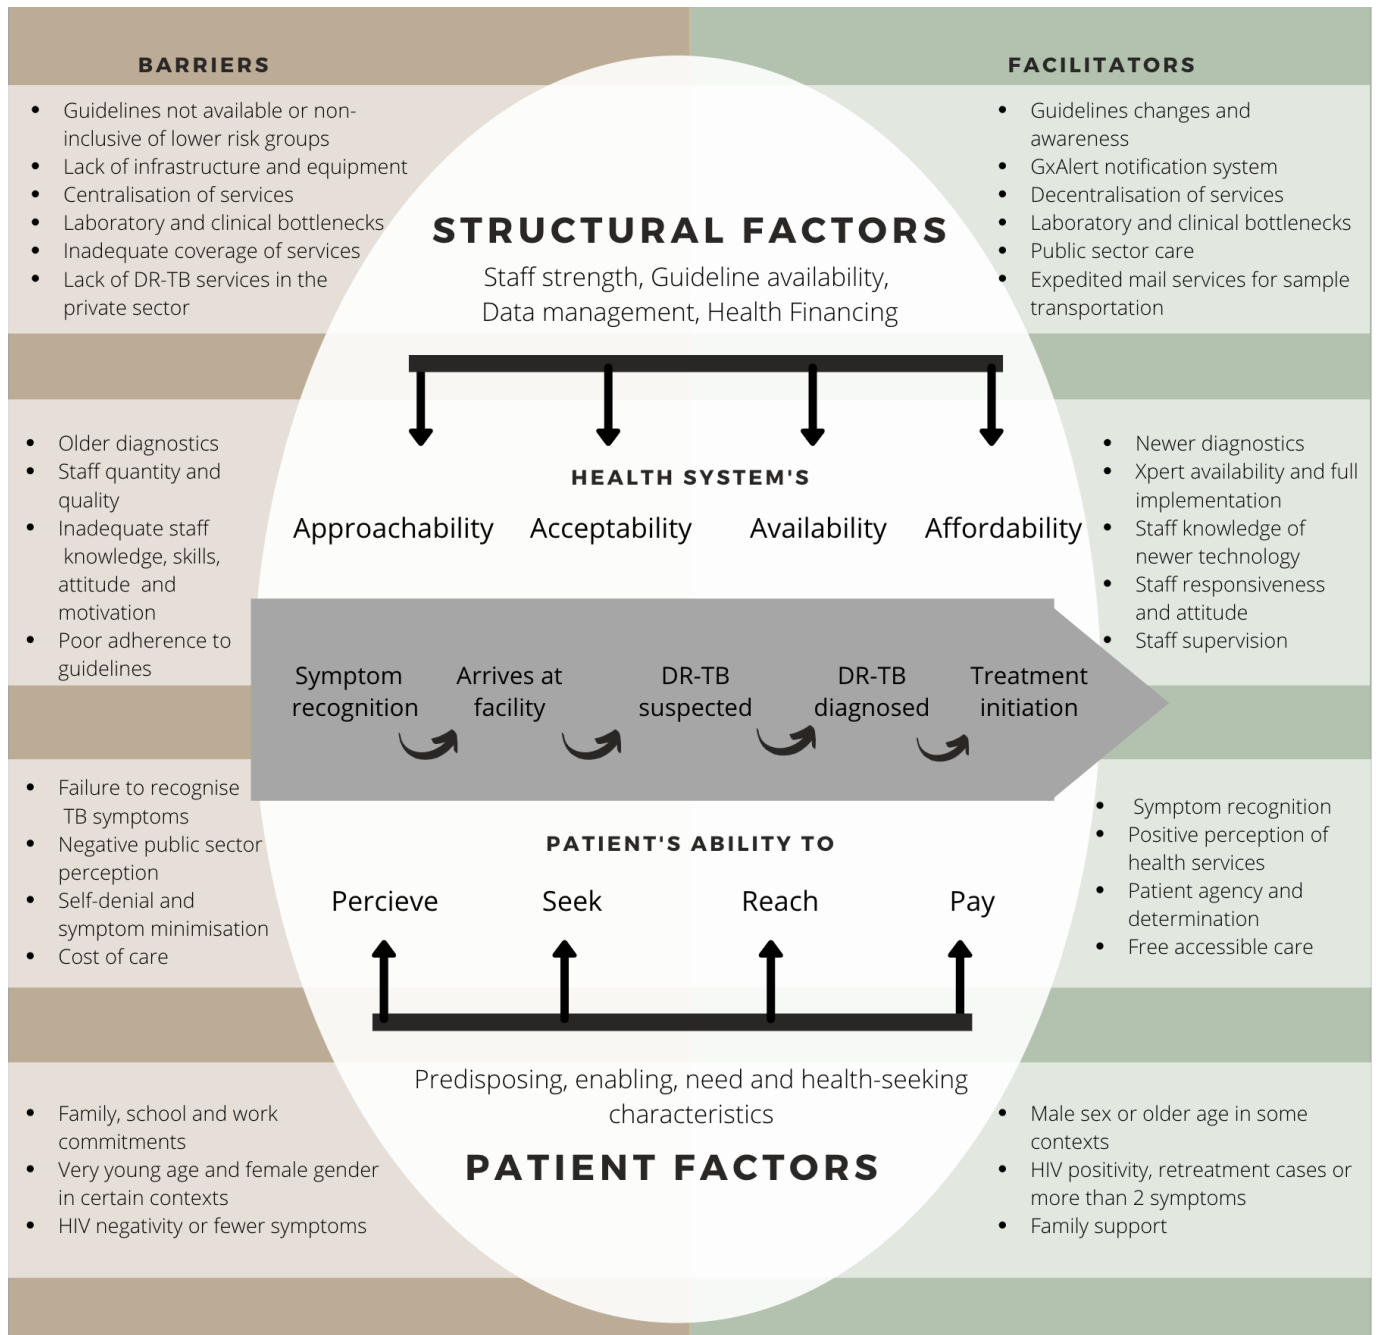 BARRIERS
Guidelines not available or non-
inclusive of lower risk groups
Lack of infrastructure and equipment
Centralisation of services
Laboratory and clinical bottlenecks
Inadequate coverage of services
Lack of DR-TB services in the
private sector
Older diagnostics
Staff quantity and
quality
Inadequate staff
knowledge, skills,
attitude and
motivation
Poor adherence to
guidelines
Failure to recognise
TB symptoms
Negative public sector
perception
Self-denial and
symptom minimisation
Cost of care
Family, school and work
commitments
Very young age and female gender
in certain contexts
HIV negativity or fewer symptoms
STRUCTURAL FACTORS
Staff strength, Guideline availability,
Data management, Health Financing
HEALTH SYSTEM'S
Approachability Acceptability Availability Affordability
Symptom recognition
Arrives at facility
DR-TB suspected
DR-TB diagnosed
Treatment initiation
PATIENT'S ABILITY TO
Percieve Seek Reach Pay
Predisposing, enabling, need and health-seeking
characteristics
PATIENT FACTORS
FACILITATORS
Guidelines changes and
awareness
GxAlert notification system
Decentralisation of services
Laboratory and clinical bottlenecks
Public sector care
Expedited mail services for sample
transportation
Newer diagnostics
Xpert availability and full
implementation
Staff knowledge of
newer technology
Staff responsiveness
and attitude
Staff supervision
Symptom recognition
Positive perception of
health services
Patient agency and
determination
Free accessible care
Male sex or older age in some
contexts
HIV positivity, retreatment cases or
more than 2 symptoms
Family support